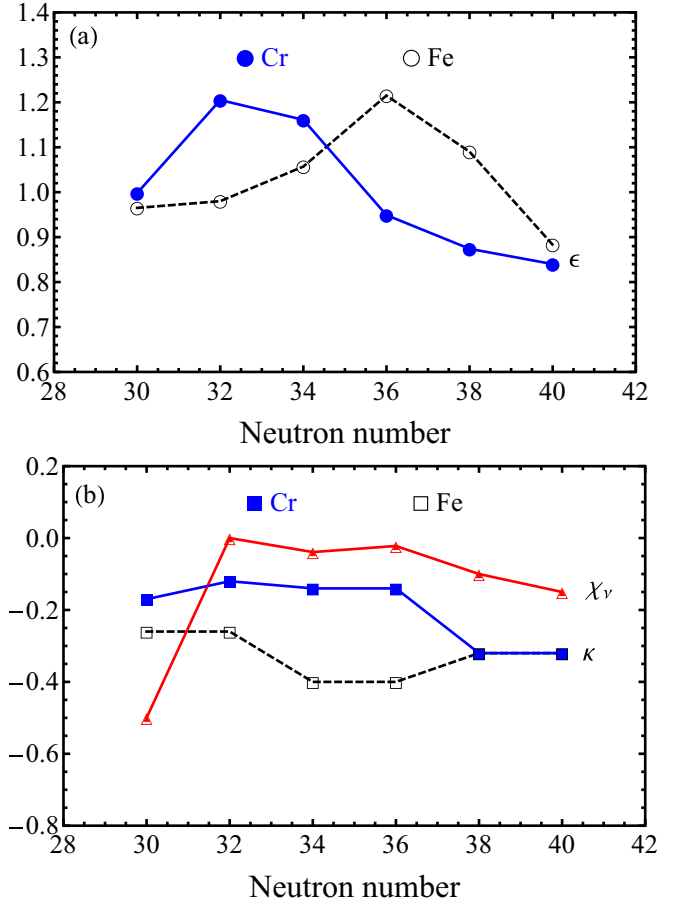 1.4
(a)
Cr
Fe
1.3
1.2
1.1
1.0
0.9
ϵ
0.8
0.7
0.6
28 30 32 34 36 38 40 42
Neutron number
0.2
(b)
Cr
Fe
0.0
χν
−0.2
κ
−0.4
−0.6
−0.8
28 30 32 34 36 38 40 42
Neutron number